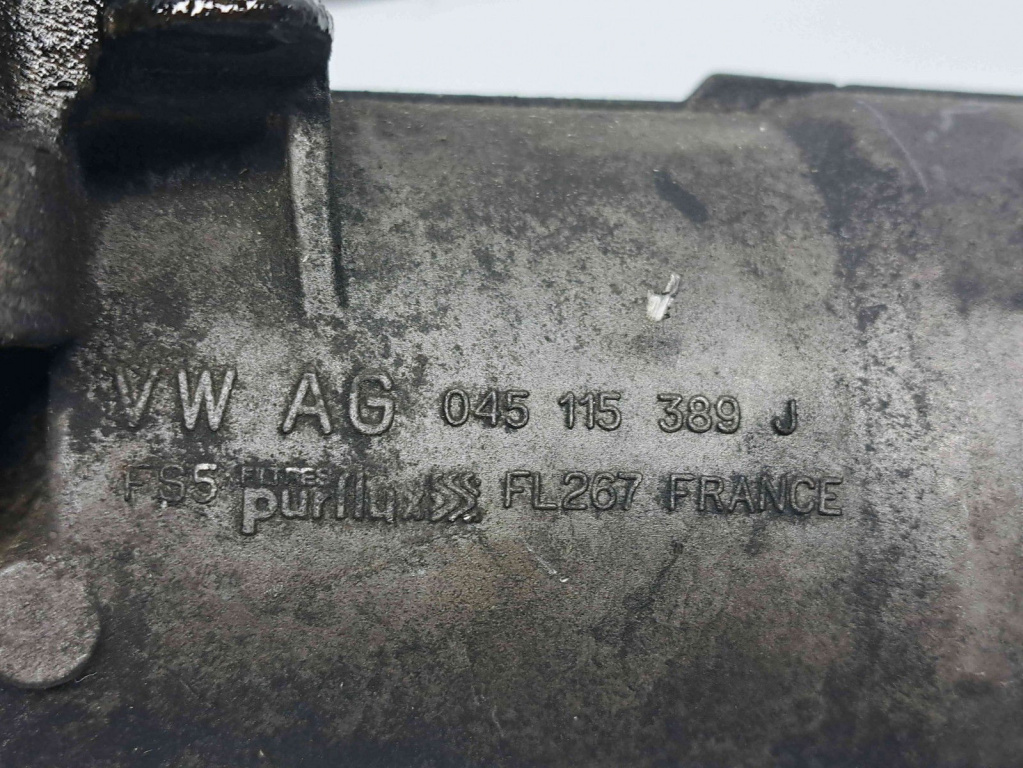 VW AG 045 115 389 J
FS5 FILTRES purflux FL267 FRANCE